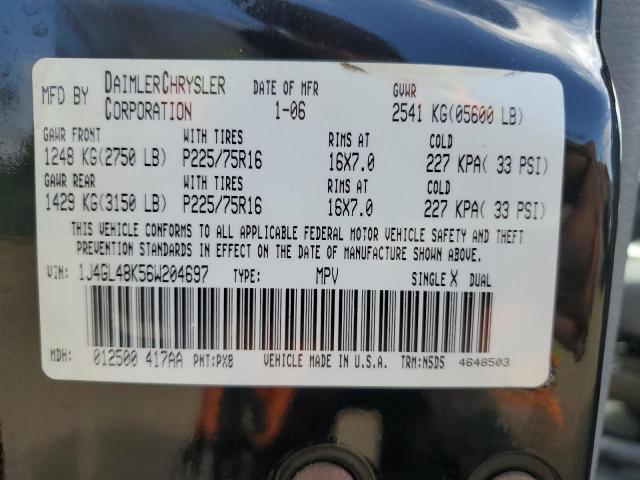 MFD BY DAIMLERCHRYSLER CORPORATION DATE OF MFR 1-06 GVWR 2541 KG(05600 LB)
GAWR FRONT WITH TIRES RIMS AT COLD
1248 KG(2750 LB) P225/75R16 16X7.0 227 KPA( 33 PSI)
GAWR REAR WITH TIRES RIMS AT COLD
1429 KG(3150 LB) P225/75R16 16X7.0 227 KPA( 33 PSI)
THIS VEHICLE CONFORMS TO ALL APPLICABLE FEDERAL MOTOR VEHICLE SAFETY AND THEFT
PREVENTION STANDARDS IN EFFECT ON THE DATE OF MANUFACTURE SHOWN ABOVE.
VIN: 1J4GL48K56W204697 TYPE: MPV SINGLE X DUAL
MDH: 012500 417AA PNT:PX8 VEHICLE MADE IN U.S.A. TRM:N5D5 4648503